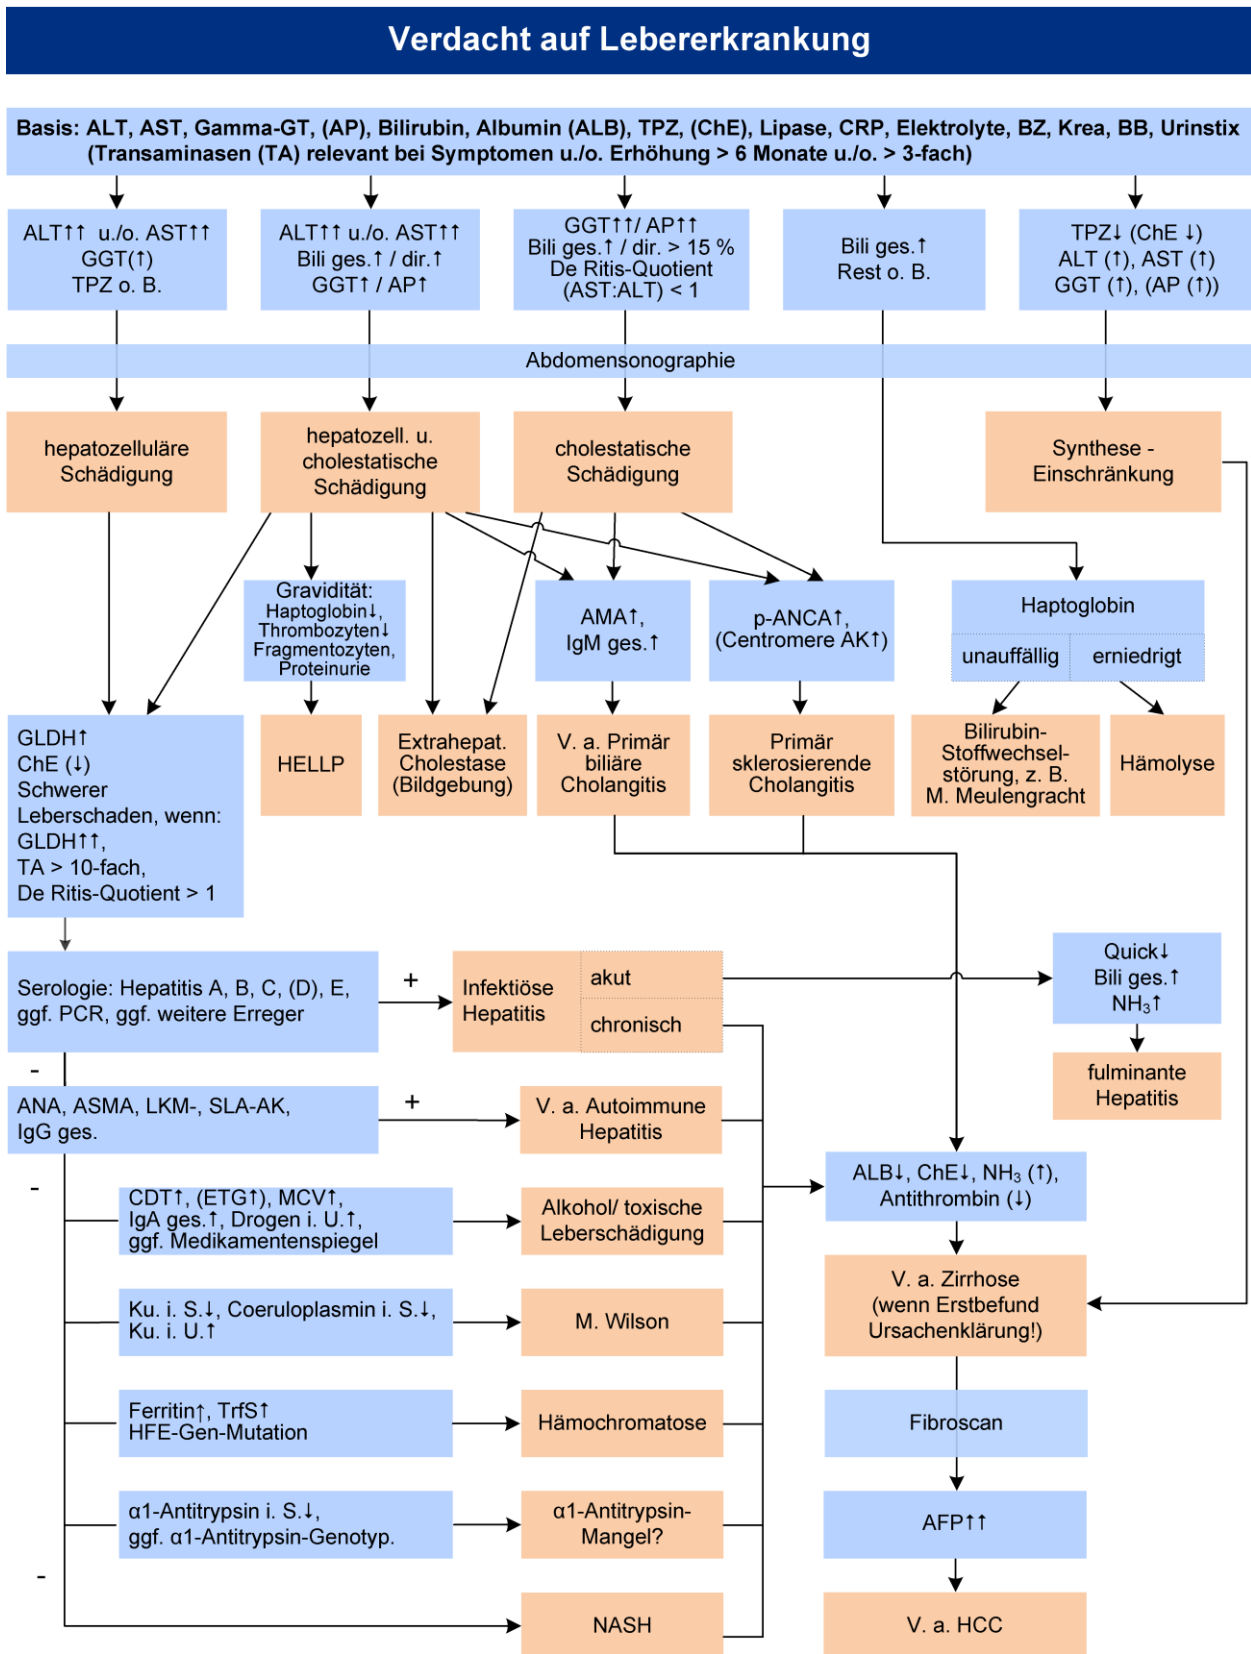 Verdacht auf Lebererkrankung
Basis: ALT, AST, Gamma-GT, (AP), Bilirubin, Albumin (ALB), TPZ, (ChE), Lipase, CRP, Elektrolyte, BZ, Krea, BB, Urinstix
(Transaminasen (TA) relevant bei Symptomen u./o. Erhöhung > 6 Monate u./o. > 3-fach)
ALT↑↑ u./o. AST↑↑
GGT(↑)
TPZ o. B.
ALT↑↑ u./o. AST↑↑
Bili ges.↑ / dir.↑
GGT↑ / AP↑
GGT↑↑/ AP↑↑
Bili ges.↑ / dir. > 15 %
De Ritis-Quotient
(AST:ALT) < 1
Bili ges.↑
Rest o. B.
TPZ↓ (ChE ↓)
ALT (↑), AST (↑)
GGT (↑), (AP (↑))
Abdomensonographie
hepatozelluläre
Schädigung
hepatozell. u.
cholestatische
Schädigung
cholestatische
Schädigung
Synthese -
Einschränkung
Gravidität:
Haptoglobin↓,
Thrombozyten↓
Fragmentozyten,
Proteinurie
AMA↑,
IgM ges.↑
p-ANCA↑,
(Centromere AK↑)
Haptoglobin
unauffällig
erniedrigt
GLDH↑
ChE (↓)
Schwerer
Leberschaden, wenn:
GLDH↑↑,
TA > 10-fach,
De Ritis-Quotient > 1
HELLP
Extrahepat.
Cholestase
(Bildgebung)
V. a. Primär
biliäre
Cholangitis
Primär
sklerosierende
Cholangitis
Bilirubin-
Stoffwechsel-
störung, z. B.
M. Meulengracht
Hämolyse
Serologie: Hepatitis A, B, C, (D), E,
ggf. PCR, ggf. weitere Erreger
+
Infektiöse
Hepatitis
akut
chronisch
Quick↓
Bili ges.↑
NH₃↑
fulminante
Hepatitis
-
ANA, ASMA, LKM-, SLA-AK,
IgG ges.
+
V. a. Autoimmune
Hepatitis
ALB↓, ChE↓, NH₃ (↑),
Antithrombin (↓)
-
CDT↑, (ETG↑), MCV↑,
IgA ges.↑, Drogen i. U.↑,
ggf. Medikamentenspiegel
Alkohol/ toxische
Leberschädigung
V. a. Zirrhose
(wenn Erstbefund
Ursachenklärung!)
Ku. i. S.↓, Coeruloplasmin i. S.↓,
Ku. i. U.↑
M. Wilson
Ferritin↑, TrfS↑
HFE-Gen-Mutation
Hämochromatose
Fibroscan
α1-Antitrypsin i. S.↓,
ggf. α1-Antitrypsin-Genotyp.
α1-Antitrypsin-
Mangel?
AFP↑↑
-
NASH
V. a. HCC